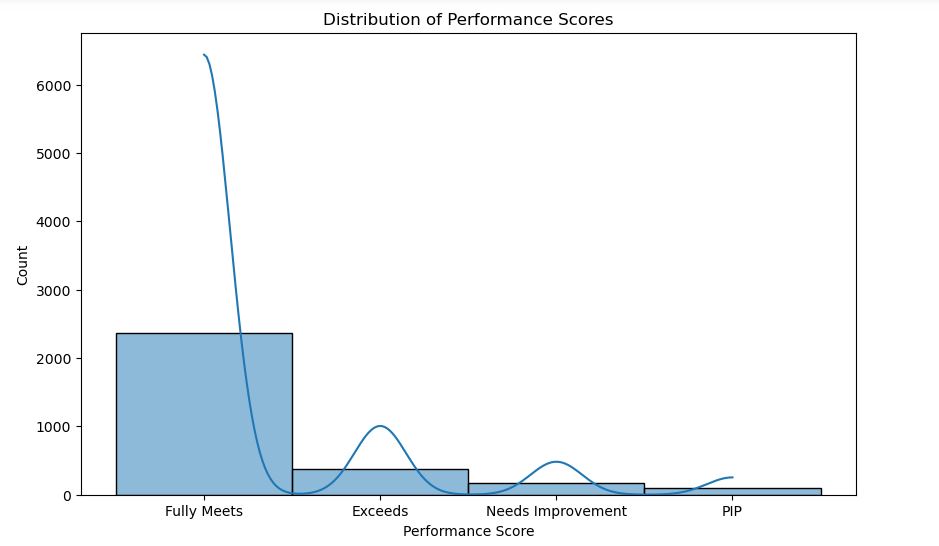 Distribution of Performance Scores
6000
5000
4000
3000
2000
1000
0
Count
Fully Meets Exceeds Needs Improvement PIP
Performance Score